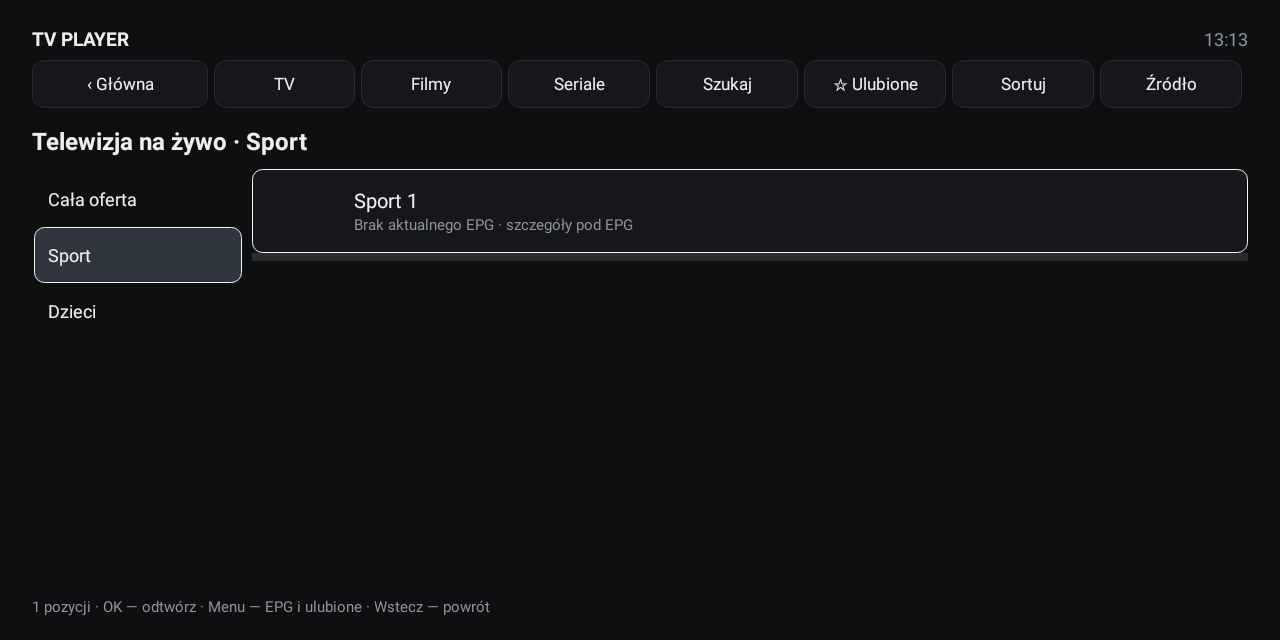 TV PLAYER
13:13
‹ Główna
TV
Filmy
Seriale
Szukaj
☆ Ulubione
Sortuj
Źródło
Telewizja na żywo · Sport
Cała oferta
Sport
Dzieci
Sport 1
Brak aktualnego EPG · szczegóły pod EPG
1 pozycji · OK — odtwórz · Menu — EPG i ulubione · Wstecz — powrót